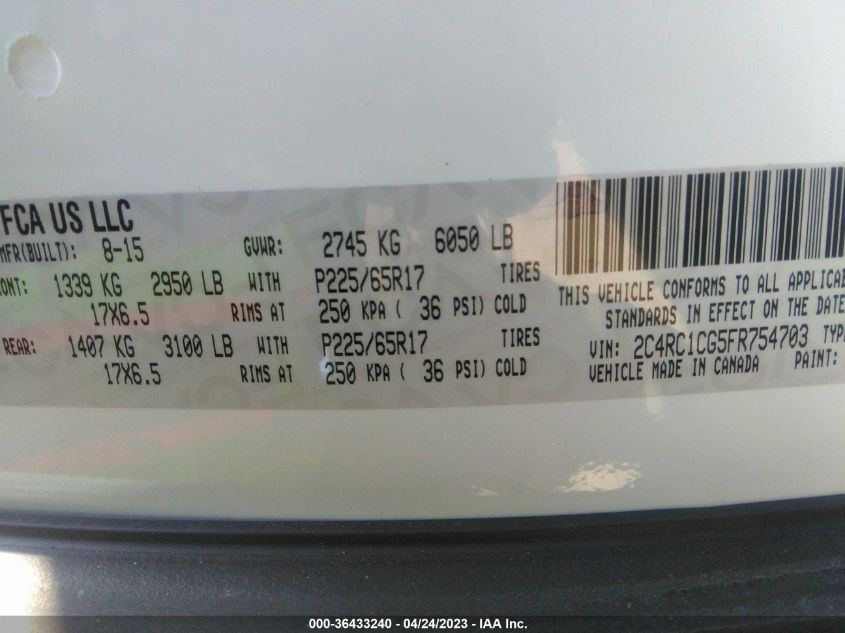 FCA US LLC
MFR(BUILT): 8-15 GVWR: 2745 KG 6050 LB
1339 KG 2950 LB WITH P225/65R17 TIRES
17X6.5 RIMS AT 250 KPA ( 36 PSI) COLD
REAR: 1407 KG 3100 LB WITH P225/65R17 TIRES
17X6.5 RIMS AT 250 KPA ( 36 PSI) COLD
THIS VEHICLE CONFORMS TO ALL
STANDARDS IN EFFECT ON THE DATE
VIN: 2C4RC1CG5FR754703
VEHICLE MADE IN CANADA PAINT:
000-36433240 - 04/24/2023 - IAA Inc.